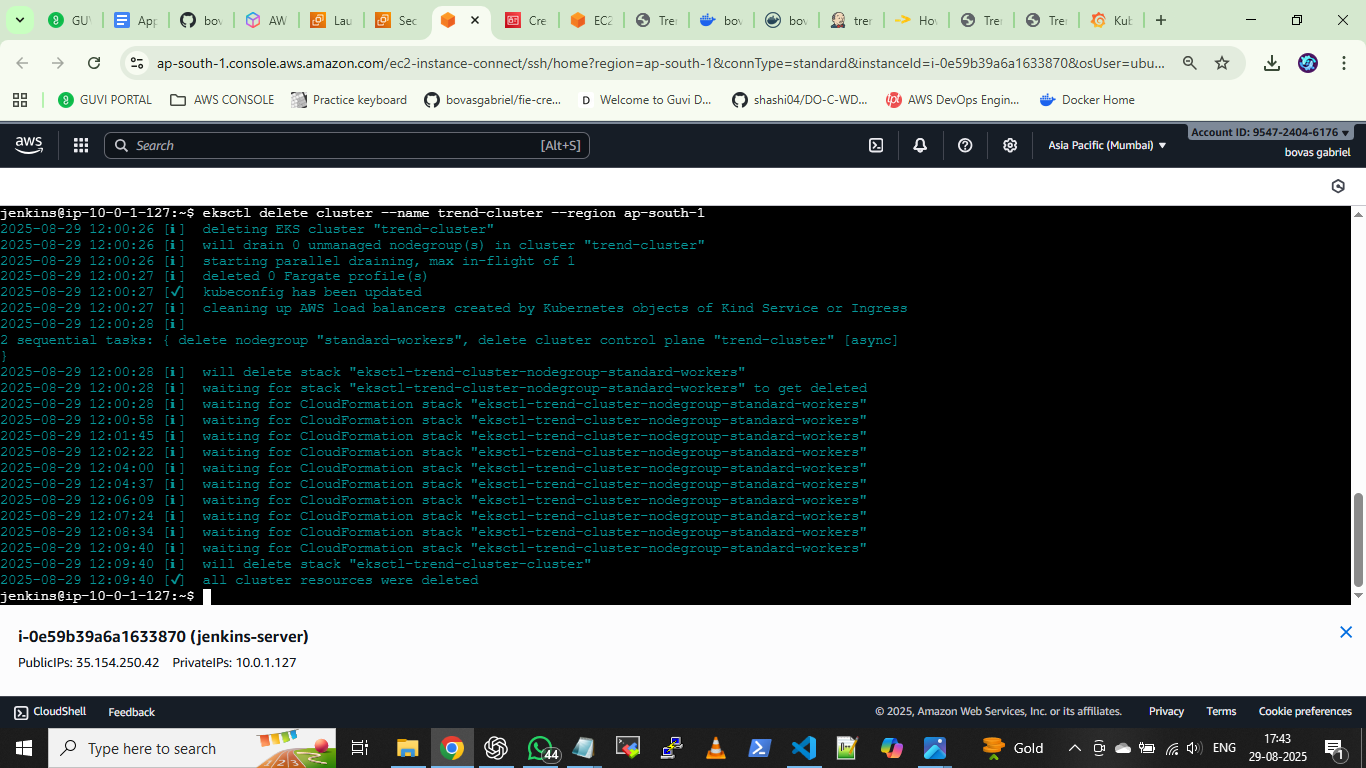 GUV
App
bov
AW
Lau
Sec
Cre
EC2
Tre
bov
bov
trer
Hov
Tre
Tre
Kub
ap-south-1.console.aws.amazon.com/ec2-instance-connect/ssh/home?region=ap-south-1&connType=standard&instanceId=i-0e59b39a6a1633870&osUser=ubu...
GUVI PORTAL
AWS CONSOLE
Practice keyboard
bovasgabriel/fie-cre...
Welcome to Guvi D...
shashi04/DO-C-WD...
AWS DevOps Engin...
Docker Home
aws
Search
[Alt+S]
Asia Pacific (Mumbai)
Account ID: 9547-2404-6176
bovas gabriel
jenkins@ip-10-0-1-127:~$ eksctl delete cluster --name trend-cluster --region ap-south-1
2025-08-29 12:00:26 [ℹ]  deleting EKS cluster "trend-cluster"
2025-08-29 12:00:26 [ℹ]  will drain 0 unmanaged nodegroup(s) in cluster "trend-cluster"
2025-08-29 12:00:26 [ℹ]  starting parallel draining, max in-flight of 1
2025-08-29 12:00:27 [ℹ]  deleted 0 Fargate profile(s)
2025-08-29 12:00:27 [✔]  kubeconfig has been updated
2025-08-29 12:00:27 [ℹ]  cleaning up AWS load balancers created by Kubernetes objects of Kind Service or Ingress
2025-08-29 12:00:28 [ℹ]
2 sequential tasks: { delete nodegroup "standard-workers", delete cluster control plane "trend-cluster" [async]
}
2025-08-29 12:00:28 [ℹ]  will delete stack "eksctl-trend-cluster-nodegroup-standard-workers"
2025-08-29 12:00:28 [ℹ]  waiting for stack "eksctl-trend-cluster-nodegroup-standard-workers" to get deleted
2025-08-29 12:00:28 [ℹ]  waiting for CloudFormation stack "eksctl-trend-cluster-nodegroup-standard-workers"
2025-08-29 12:00:58 [ℹ]  waiting for CloudFormation stack "eksctl-trend-cluster-nodegroup-standard-workers"
2025-08-29 12:01:45 [ℹ]  waiting for CloudFormation stack "eksctl-trend-cluster-nodegroup-standard-workers"
2025-08-29 12:02:22 [ℹ]  waiting for CloudFormation stack "eksctl-trend-cluster-nodegroup-standard-workers"
2025-08-29 12:04:00 [ℹ]  waiting for CloudFormation stack "eksctl-trend-cluster-nodegroup-standard-workers"
2025-08-29 12:04:37 [ℹ]  waiting for CloudFormation stack "eksctl-trend-cluster-nodegroup-standard-workers"
2025-08-29 12:06:09 [ℹ]  waiting for CloudFormation stack "eksctl-trend-cluster-nodegroup-standard-workers"
2025-08-29 12:07:24 [ℹ]  waiting for CloudFormation stack "eksctl-trend-cluster-nodegroup-standard-workers"
2025-08-29 12:08:34 [ℹ]  waiting for CloudFormation stack "eksctl-trend-cluster-nodegroup-standard-workers"
2025-08-29 12:09:40 [ℹ]  waiting for CloudFormation stack "eksctl-trend-cluster-nodegroup-standard-workers"
2025-08-29 12:09:40 [ℹ]  will delete stack "eksctl-trend-cluster-cluster"
2025-08-29 12:09:40 [✔]  all cluster resources were deleted
jenkins@ip-10-0-1-127:~$
i-0e59b39a6a1633870 (jenkins-server)
PublicIPs: 35.154.250.42 PrivateIPs: 10.0.1.127
CloudShell
Feedback
© 2025, Amazon Web Services, Inc. or its affiliates.
Privacy
Terms
Cookie preferences
Type here to search
44
Gold
ENG
17:43
29-08-2025
1